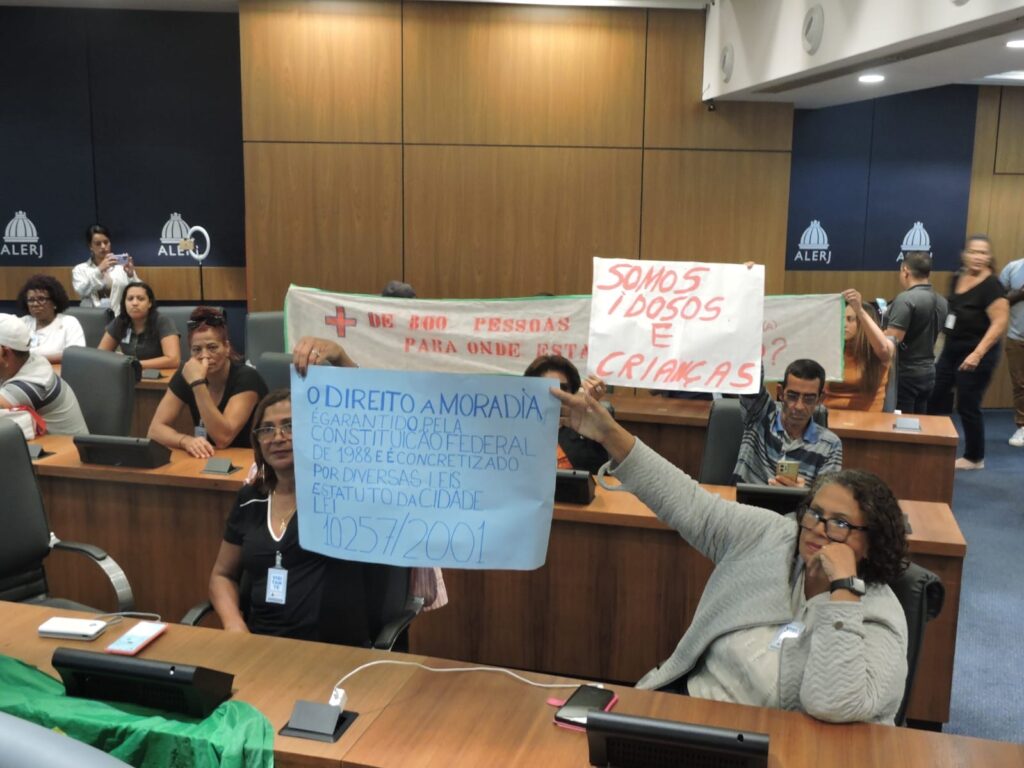 ALERJ
ALERJ
ALERJ
ALERJ
+ DE 800 PESSOAS
PARA ONDE
?
SOMOS
IDOSOS
E
CRIANÇAS
O DIREITO A MORADIA,
É GARANTIDO PELA
CONSTITUIÇÃO FEDERAL
DE 1988 E É CONCRETIZADO
POR DIVERSAS LEIS
ESTATUTO DA CIDADE
LEI
10257/2001